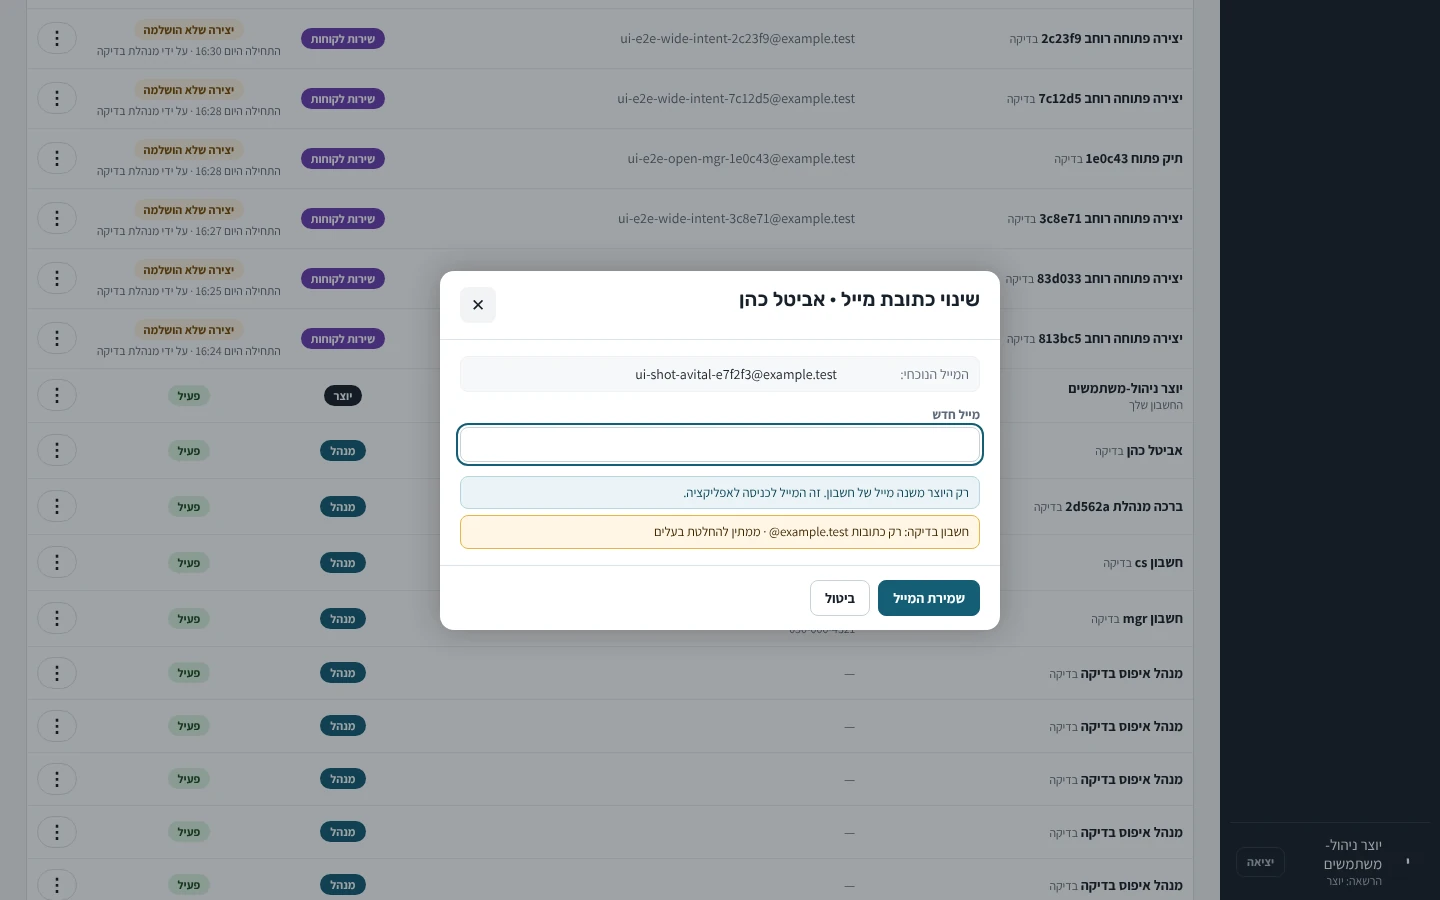 יצירה פתוחה רוחב 2c23f9 בדיקה
ui-e2e-wide-intent-2c23f9@example.test
שירות לקוחות
יצירה שלא הושלמה
התחילה היום 16:30 · על ידי מנהלת בדיקה
יצירה פתוחה רוחב 7c12d5 בדיקה
ui-e2e-wide-intent-7c12d5@example.test
שירות לקוחות
יצירה שלא הושלמה
התחילה היום 16:28 · על ידי מנהלת בדיקה
תיק פתוח 1e0c43 בדיקה
ui-e2e-open-mgr-1e0c43@example.test
שירות לקוחות
יצירה שלא הושלמה
התחילה היום 16:28 · על ידי מנהלת בדיקה
יצירה פתוחה רוחב 3c8e71 בדיקה
ui-e2e-wide-intent-3c8e71@example.test
שירות לקוחות
יצירה שלא הושלמה
התחילה היום 16:27 · על ידי מנהלת בדיקה
יצירה פתוחה רוחב 83d033 בדיקה
שירות לקוחות
יצירה שלא הושלמה
התחילה היום 16:25 · על ידי מנהלת בדיקה
יצירה פתוחה רוחב 813bc5 בדיקה
שירות לקוחות
יצירה שלא הושלמה
התחילה היום 16:24 · על ידי מנהלת בדיקה
יוצר ניהול-משתמשים
החשבון שלך
יוצר
פעיל
אביטל כהן בדיקה
מנהל
פעיל
ברכה מנהלת 2d562a בדיקה
מנהל
פעיל
חשבון cs בדיקה
מנהל
פעיל
חשבון mgr בדיקה
מנהל
פעיל
מנהל איפוס בדיקה בדיקה
—
מנהל
פעיל
מנהל איפוס בדיקה בדיקה
—
מנהל
פעיל
מנהל איפוס בדיקה בדיקה
—
מנהל
פעיל
מנהל איפוס בדיקה בדיקה
—
מנהל
פעיל
מנהל איפוס בדיקה בדיקה
—
מנהל
פעיל
שינוי כתובת מייל • אביטל כהן
✕
המייל הנוכחי: ui-shot-avital-e7f2f3@example.test
מייל חדש
רק היוצר משנה מייל של חשבון. זה המייל לכניסה לאפליקציה.
חשבון בדיקה: רק כתובות @example.test · ממתין להחלטת בעלים
שמירת המייל
ביטול
י
יוצר ניהול-
משתמשים
הרשאה: יוצר
יציאה